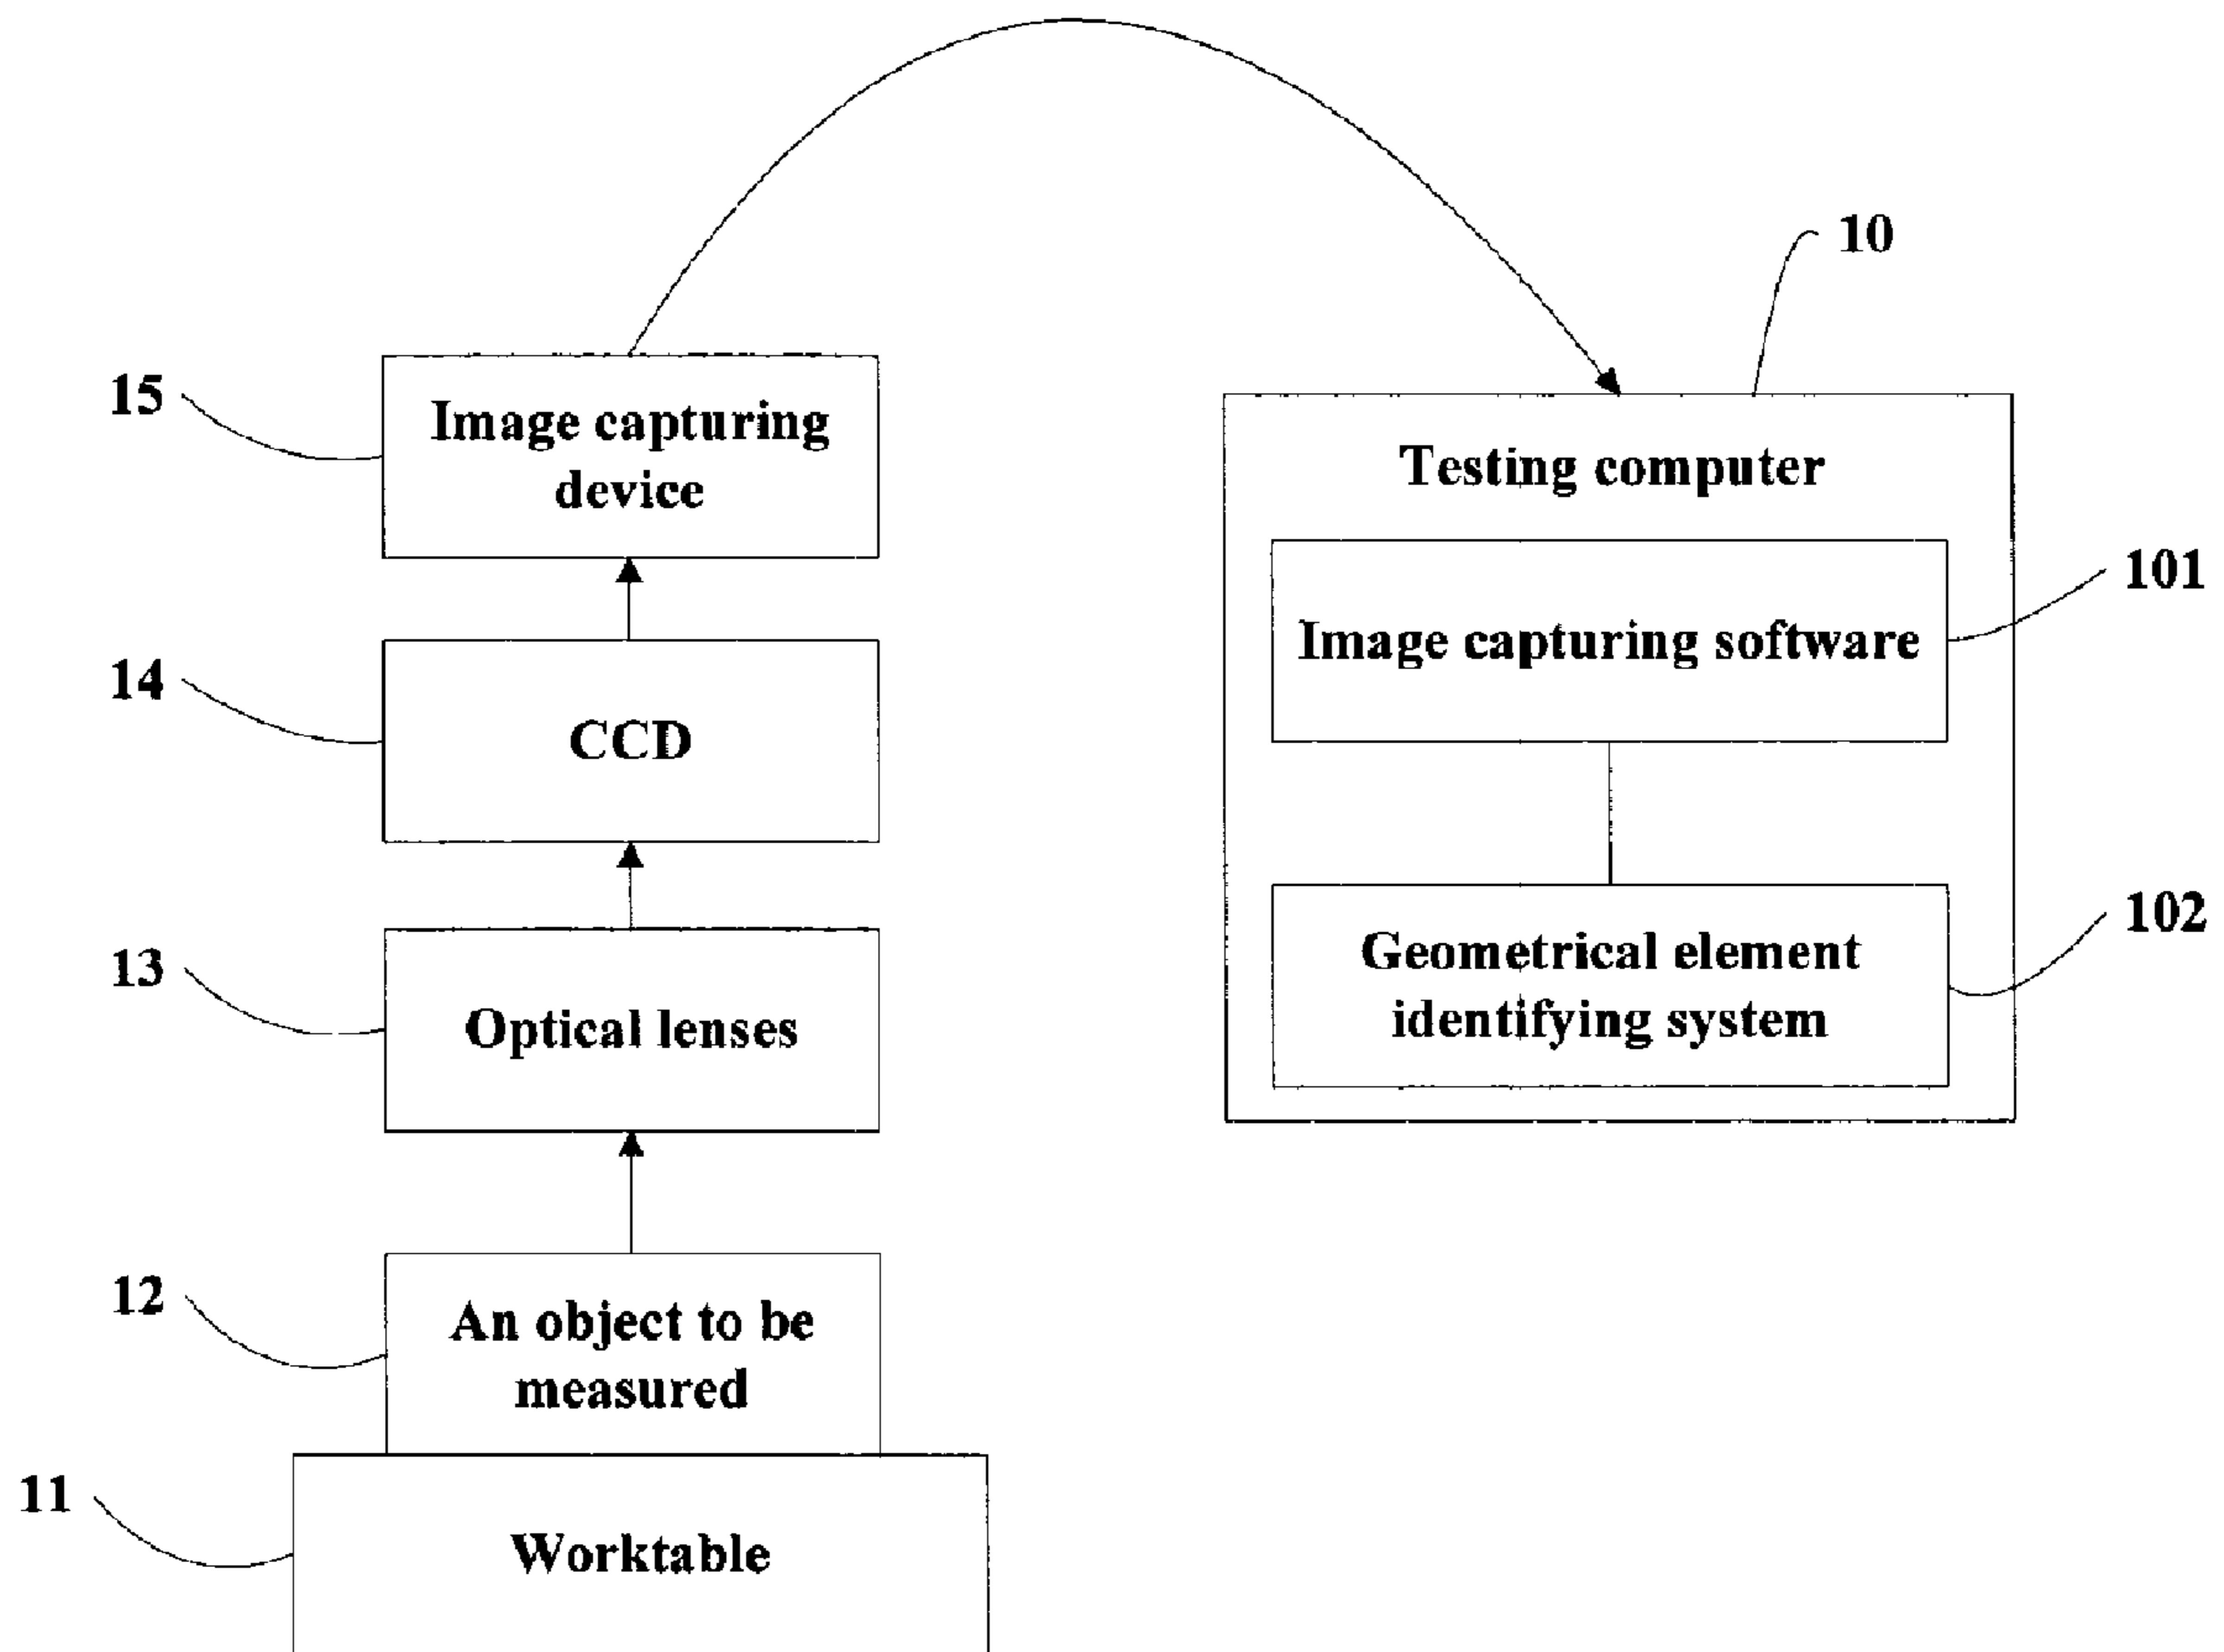 10
15
Image capturing
device
Testing computer
101
Image capturing software
14
CCD
102
Geometrical element
identifying system
13
Optical lenses
12
An object to be
measured
11
Worktable